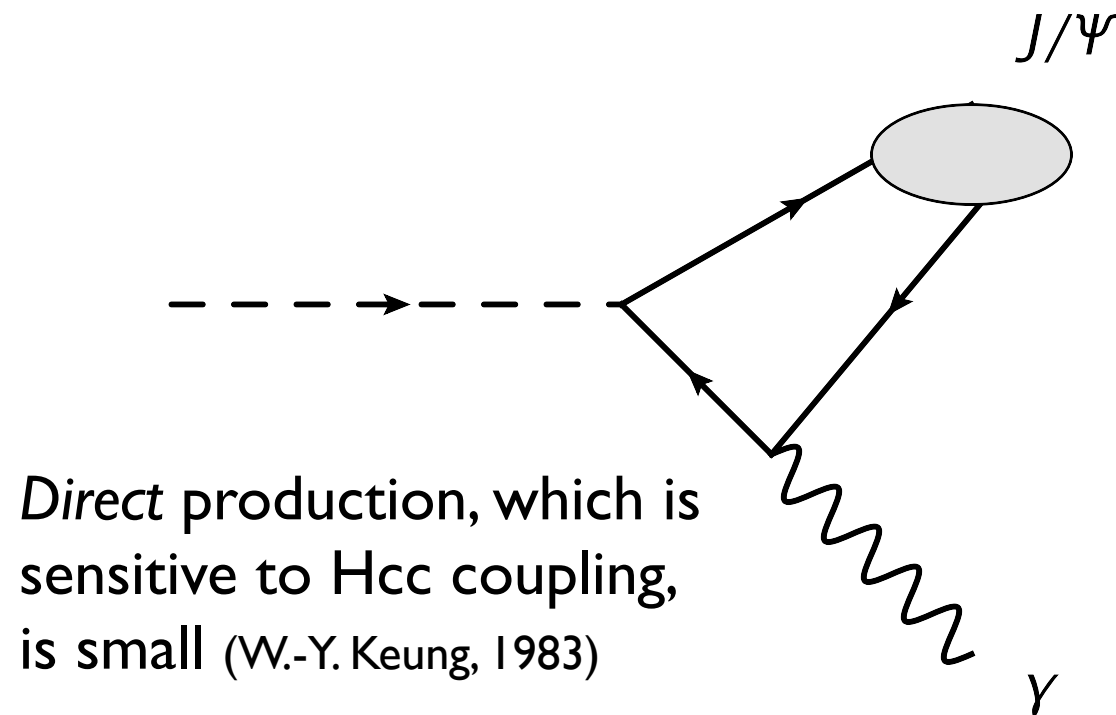 J/Ψ
Direct production, which is
sensitive to Hcc coupling,
is small (W.-Y. Keung, 1983)
γ